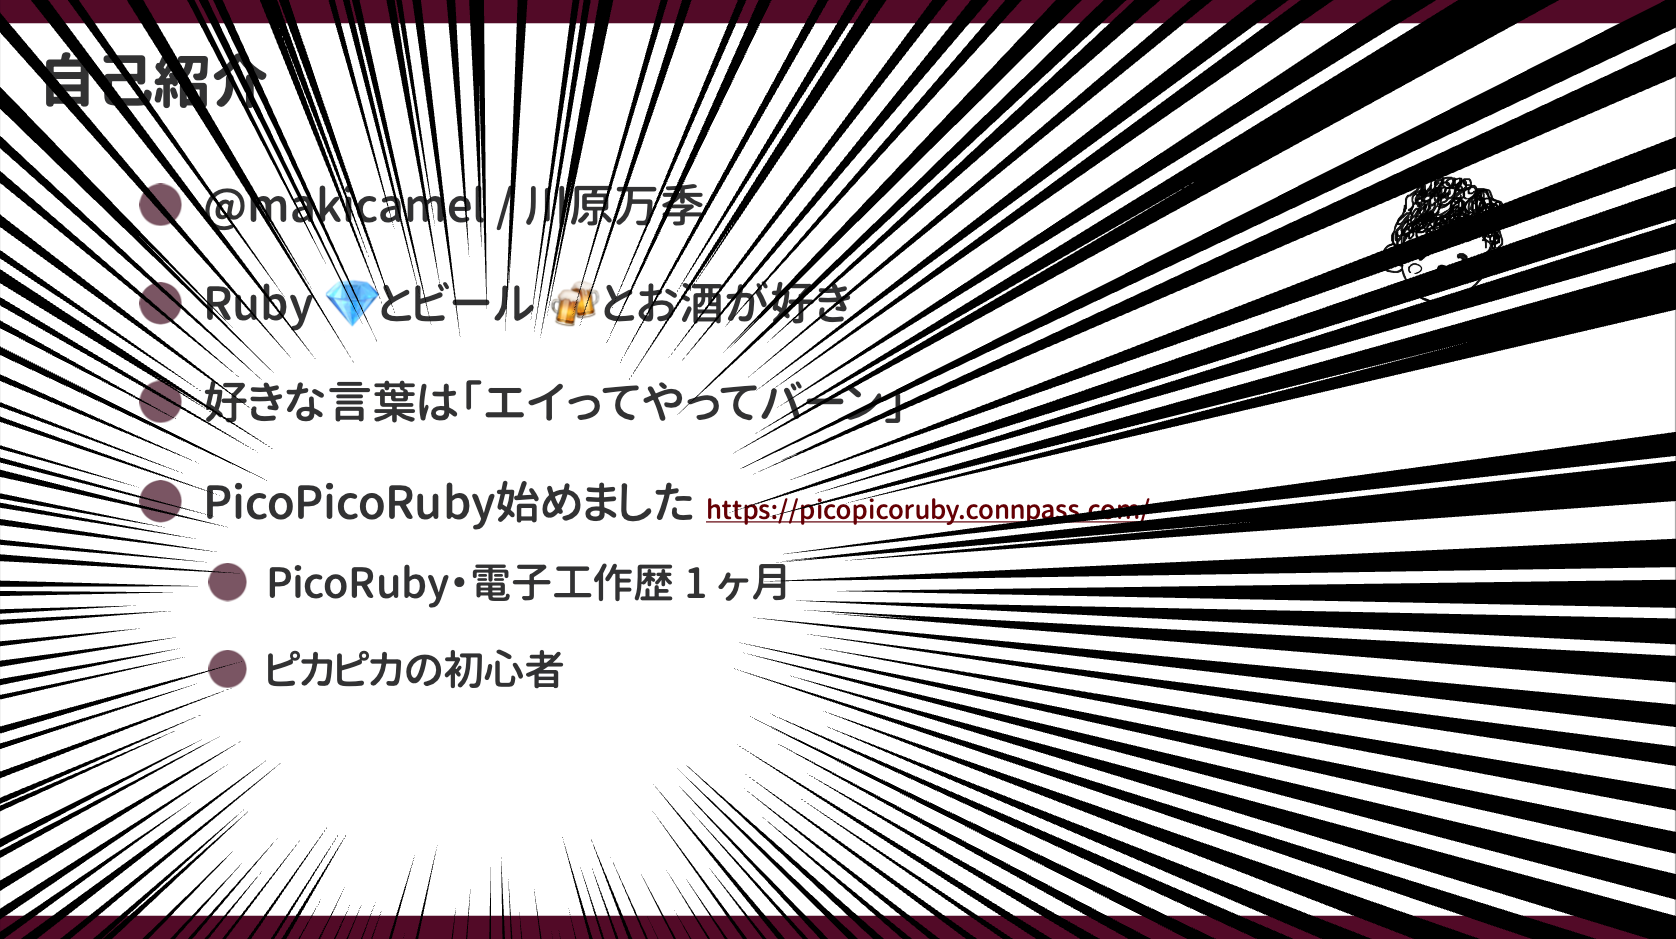 自己紹介
@makicamel / 川原万季
Ruby 💎とビール 🍻とお酒が好き
好きな言葉は「エイってやってバーン」
PicoPicoRuby始めました https://picopicoruby.connpass.com/
PicoRuby・電子工作歴 1 ヶ月
ピカピカの初心者